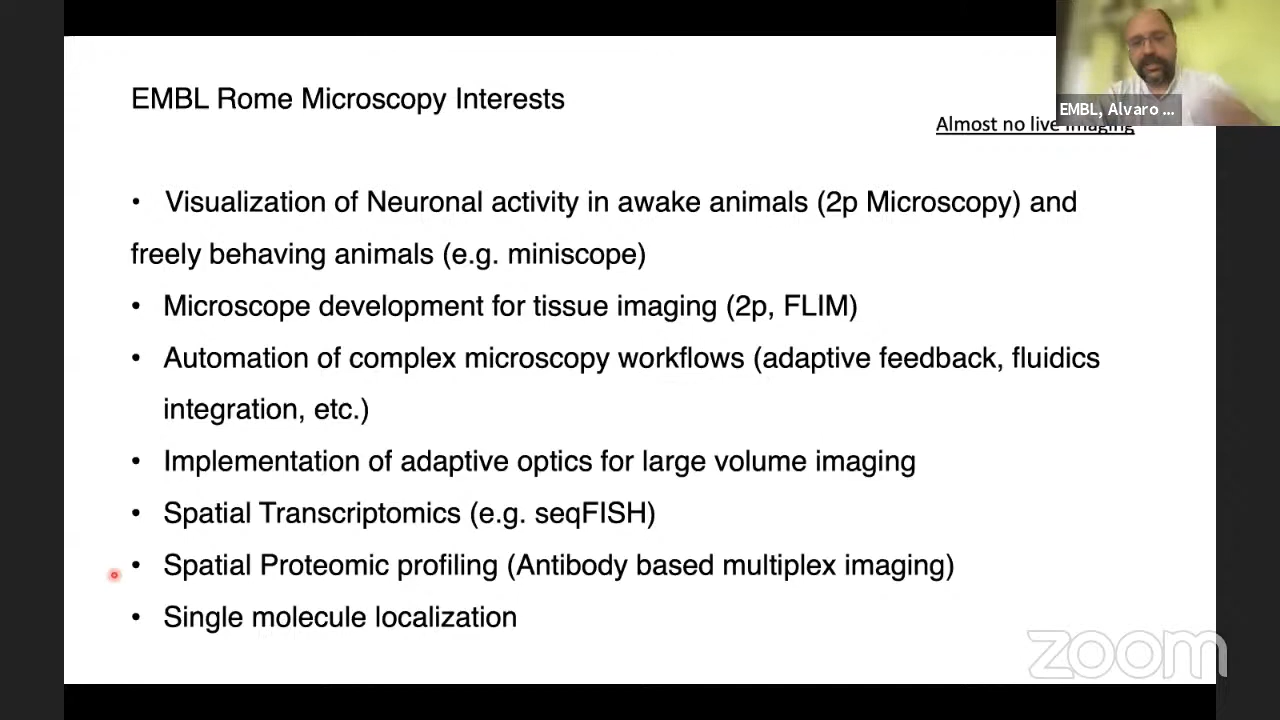 EMBL Rome Microscopy Interests
EMBL, Alvaro ...
Almost no live imaging
• Visualization of Neuronal activity in awake animals (2p Microscopy) and
freely behaving animals (e.g. miniscope)
• Microscope development for tissue imaging (2p, FLIM)
• Automation of complex microscopy workflows (adaptive feedback, fluidics
integration, etc.)
• Implementation of adaptive optics for large volume imaging
• Spatial Transcriptomics (e.g. seqFISH)
• Spatial Proteomic profiling (Antibody based multiplex imaging)
• Single molecule localization
zoom